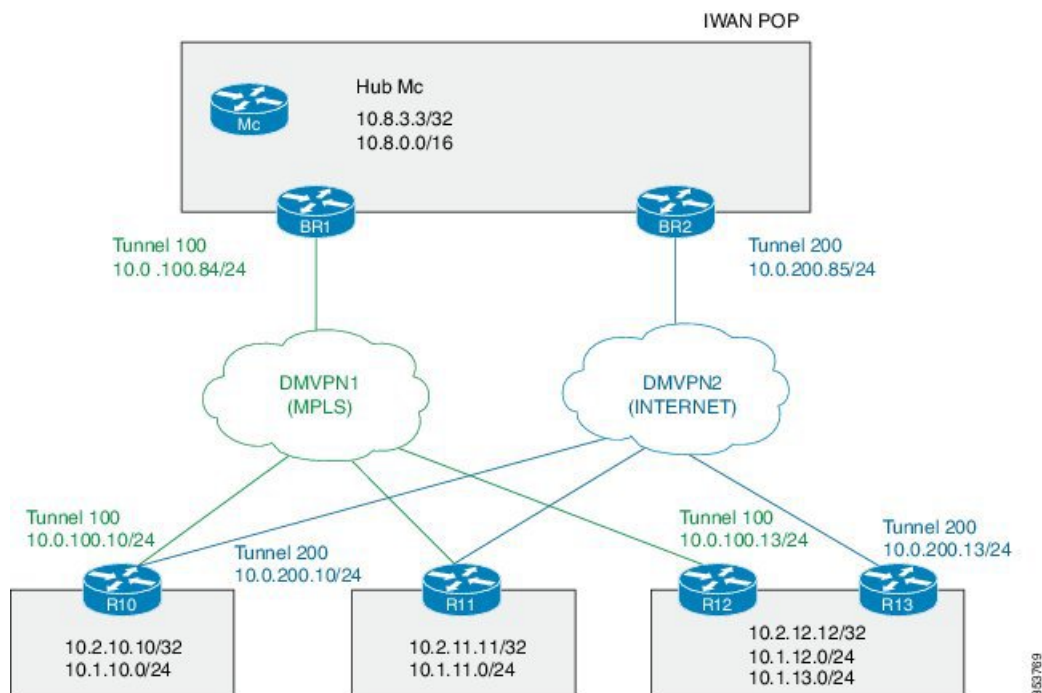 IWAN POP
Hub Mc
10.8.3.3/32
10.8.0.0/16
Mc
BR1
BR2
Tunnel 100
10.0 .100.84/24
Tunnel 200
10.0.200.85/24
DMVPN1
(MPLS)
DMVPN2
(INTERNET)
Tunnel 100
10.0.100.10/24
Tunnel 200
10.0.200.10/24
Tunnel 100
10.0.100.13/24
Tunnel 200
10.0.200.13/24
R10
R11
R12
R13
10.2.10.10/32
10.1.10.0/24
10.2.11.11/32
10.1.11.0/24
10.2.12.12/32
10.1.12.0/24
10.1.13.0/24